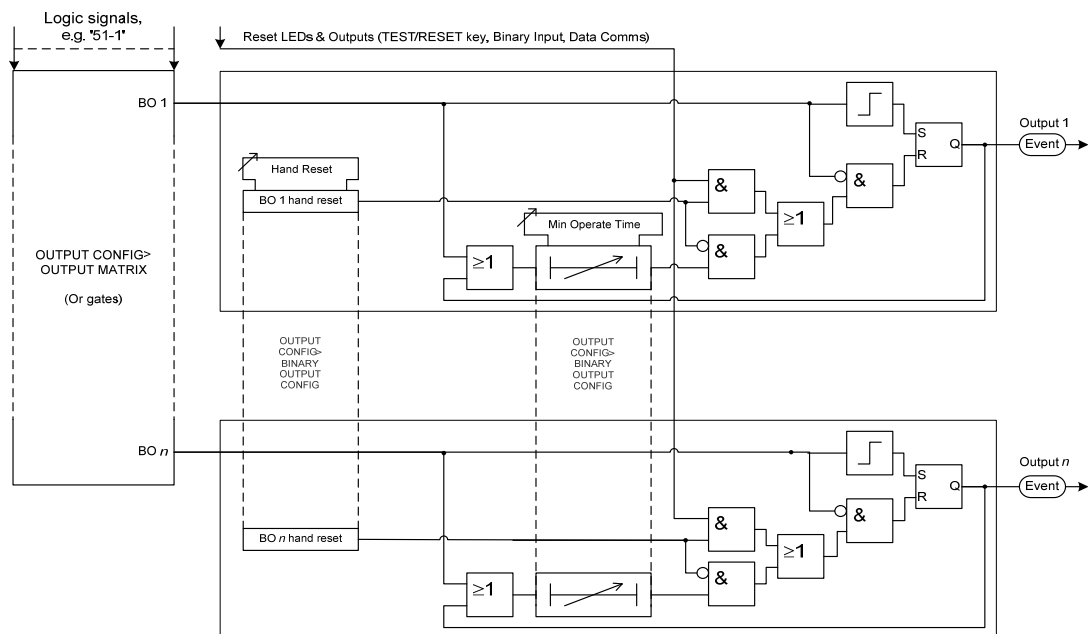 Logic signals,
e.g. '51-1'
Reset LEDs & Outputs (TEST/RESET key, Binary Input, Data Comms)
BO 1
Output 1
S
Q
R
Event
Hand Reset
&
&
BO 1 hand reset
≥1
Min Operate Time
OUTPUT CONFIG>
OUTPUT MATRIX
(Or gates)
≥1
&
OUTPUT
CONFIG>
BINARY
OUTPUT
CONFIG
OUTPUT
CONFIG>
BINARY
OUTPUT
CONFIG
BO n
Output n
S
Q
R
Event
&
&
BO n hand reset
≥1
&
≥1